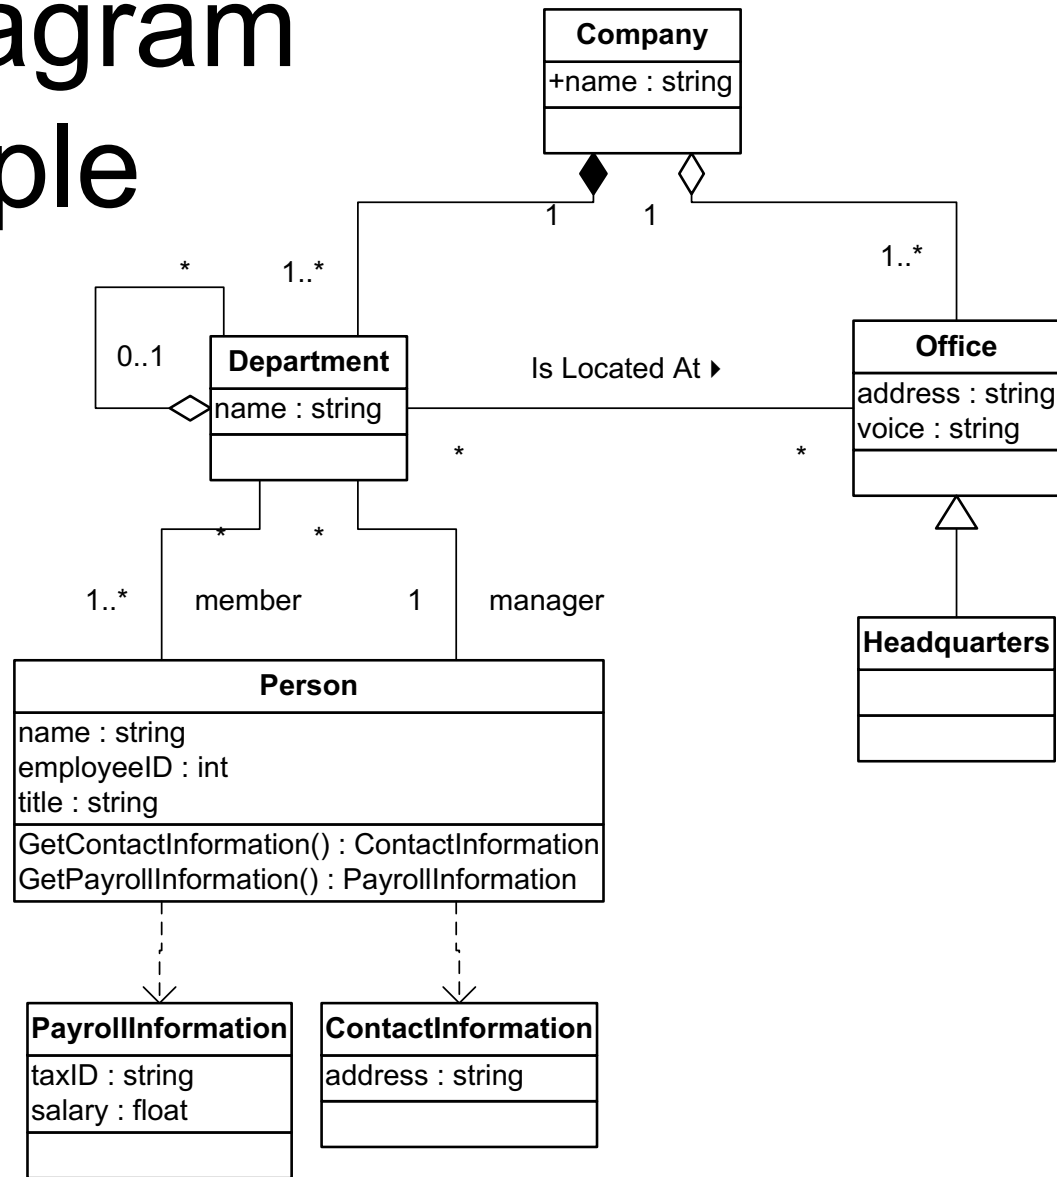 agram
ple
Company
+name : string
1
1
*
1..*
1..*
0..1
Department
name : string
Is Located At
Office
address : string
voice : string
*
*
*
*
1..*
member
1
manager
Headquarters
Person
name : string
employeeID : int
title : string
GetContactInformation() : ContactInformation
GetPayrollInformation() : PayrollInformation
PayrollInformation
taxID : string
salary : float
ContactInformation
address : string